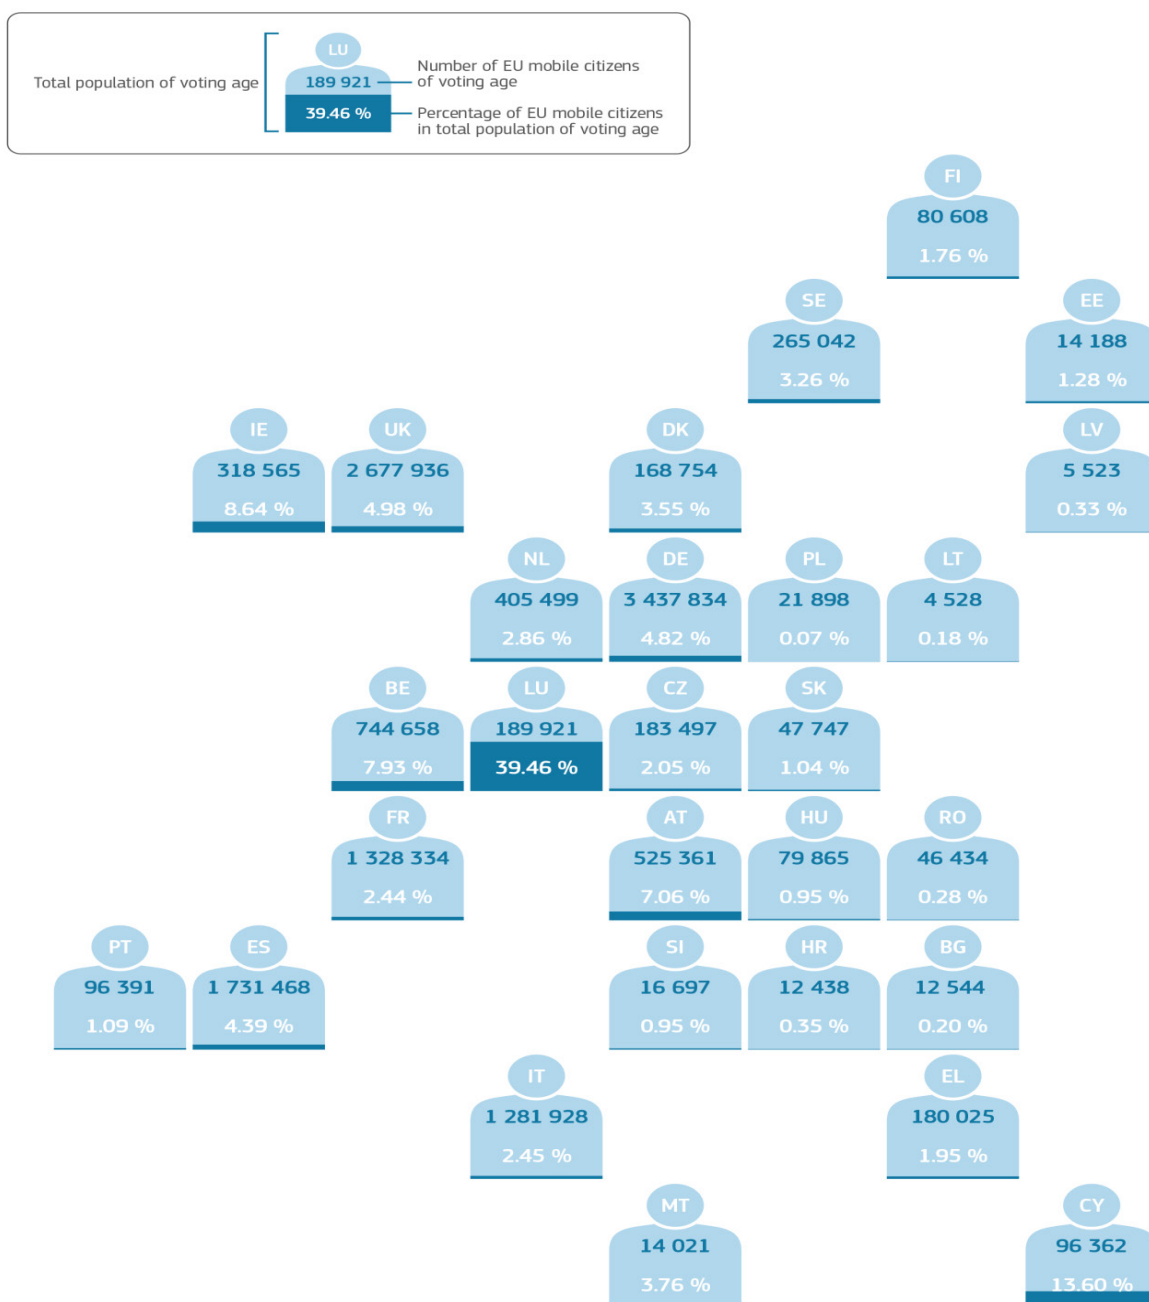 LU
Total population of voting age
189 921
Number of EU mobile citizens
of voting age
39.46 %
Percentage of EU mobile citizens
in total population of voting age
FI
80 608
1.76 %
SE
265 042
3.26 %
EE
14 188
1.28 %
IE
318 565
8.64 %
UK
2 677 936
4.98 %
DK
168 754
3.55 %
LV
5 523
0.33 %
NL
405 499
2.86 %
DE
3 437 834
4.82 %
PL
21 898
0.07 %
LT
4 528
0.18 %
BE
744 658
7.93 %
LU
189 921
39.46 %
CZ
183 497
2.05 %
SK
47 747
1.04 %
FR
1 328 334
2.44 %
AT
525 361
7.06 %
HU
79 865
0.95 %
RO
46 434
0.28 %
PT
96 391
1.09 %
ES
1 731 468
4.39 %
SI
16 697
0.95 %
HR
12 438
0.35 %
BG
12 544
0.20 %
IT
1 281 928
2.45 %
EL
180 025
1.95 %
MT
14 021
3.76 %
CY
96 362
13.60 %